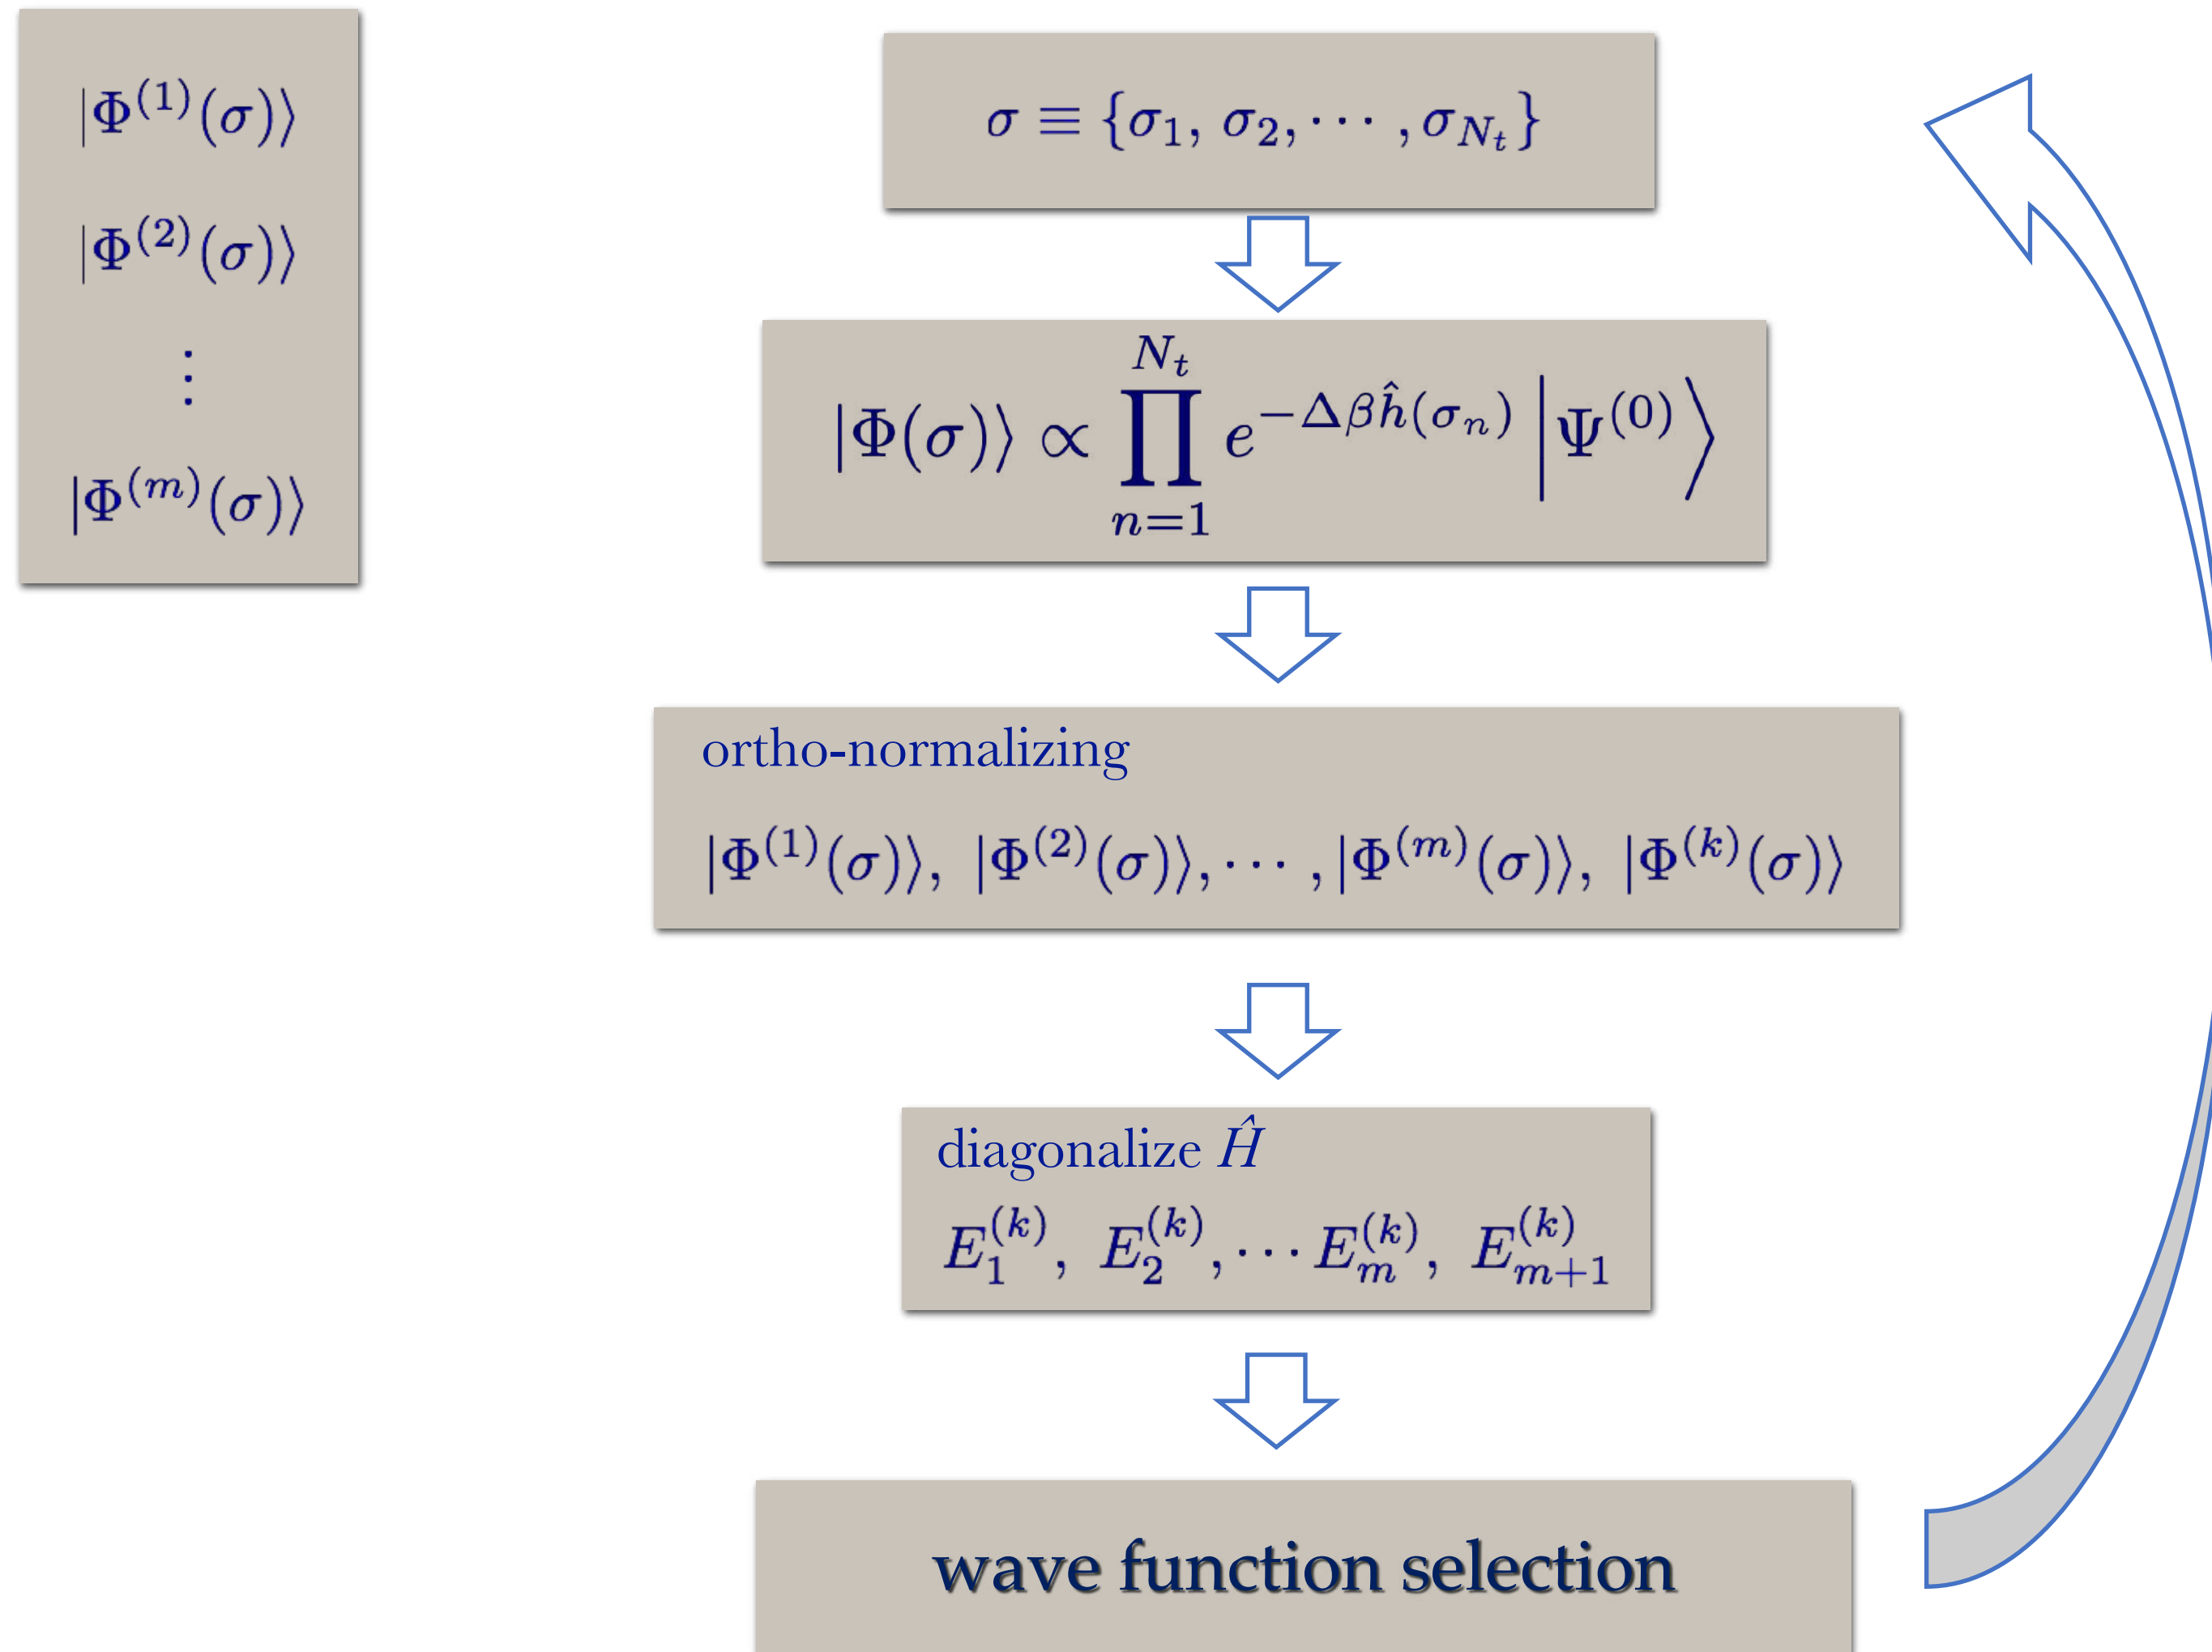 |Φ^{(1)}(σ)⟩
|Φ^{(2)}(σ)⟩
⋮
|Φ^{(m)}(σ)⟩
σ ≡ {σ_1, σ_2, ⋯ , σ_{N_t}}
|Φ(σ)⟩ ∝ ∏_{n=1}^{N_t} e^{−Δβĥ(σ_n)} |Ψ^{(0)}⟩
ortho-normalizing
|Φ^{(1)}(σ)⟩, |Φ^{(2)}(σ)⟩, ⋯ , |Φ^{(m)}(σ)⟩, |Φ^{(k)}(σ)⟩
diagonalize Ĥ
E_1^{(k)}, E_2^{(k)}, ⋯ E_m^{(k)}, E_{m+1}^{(k)}
wave function selection